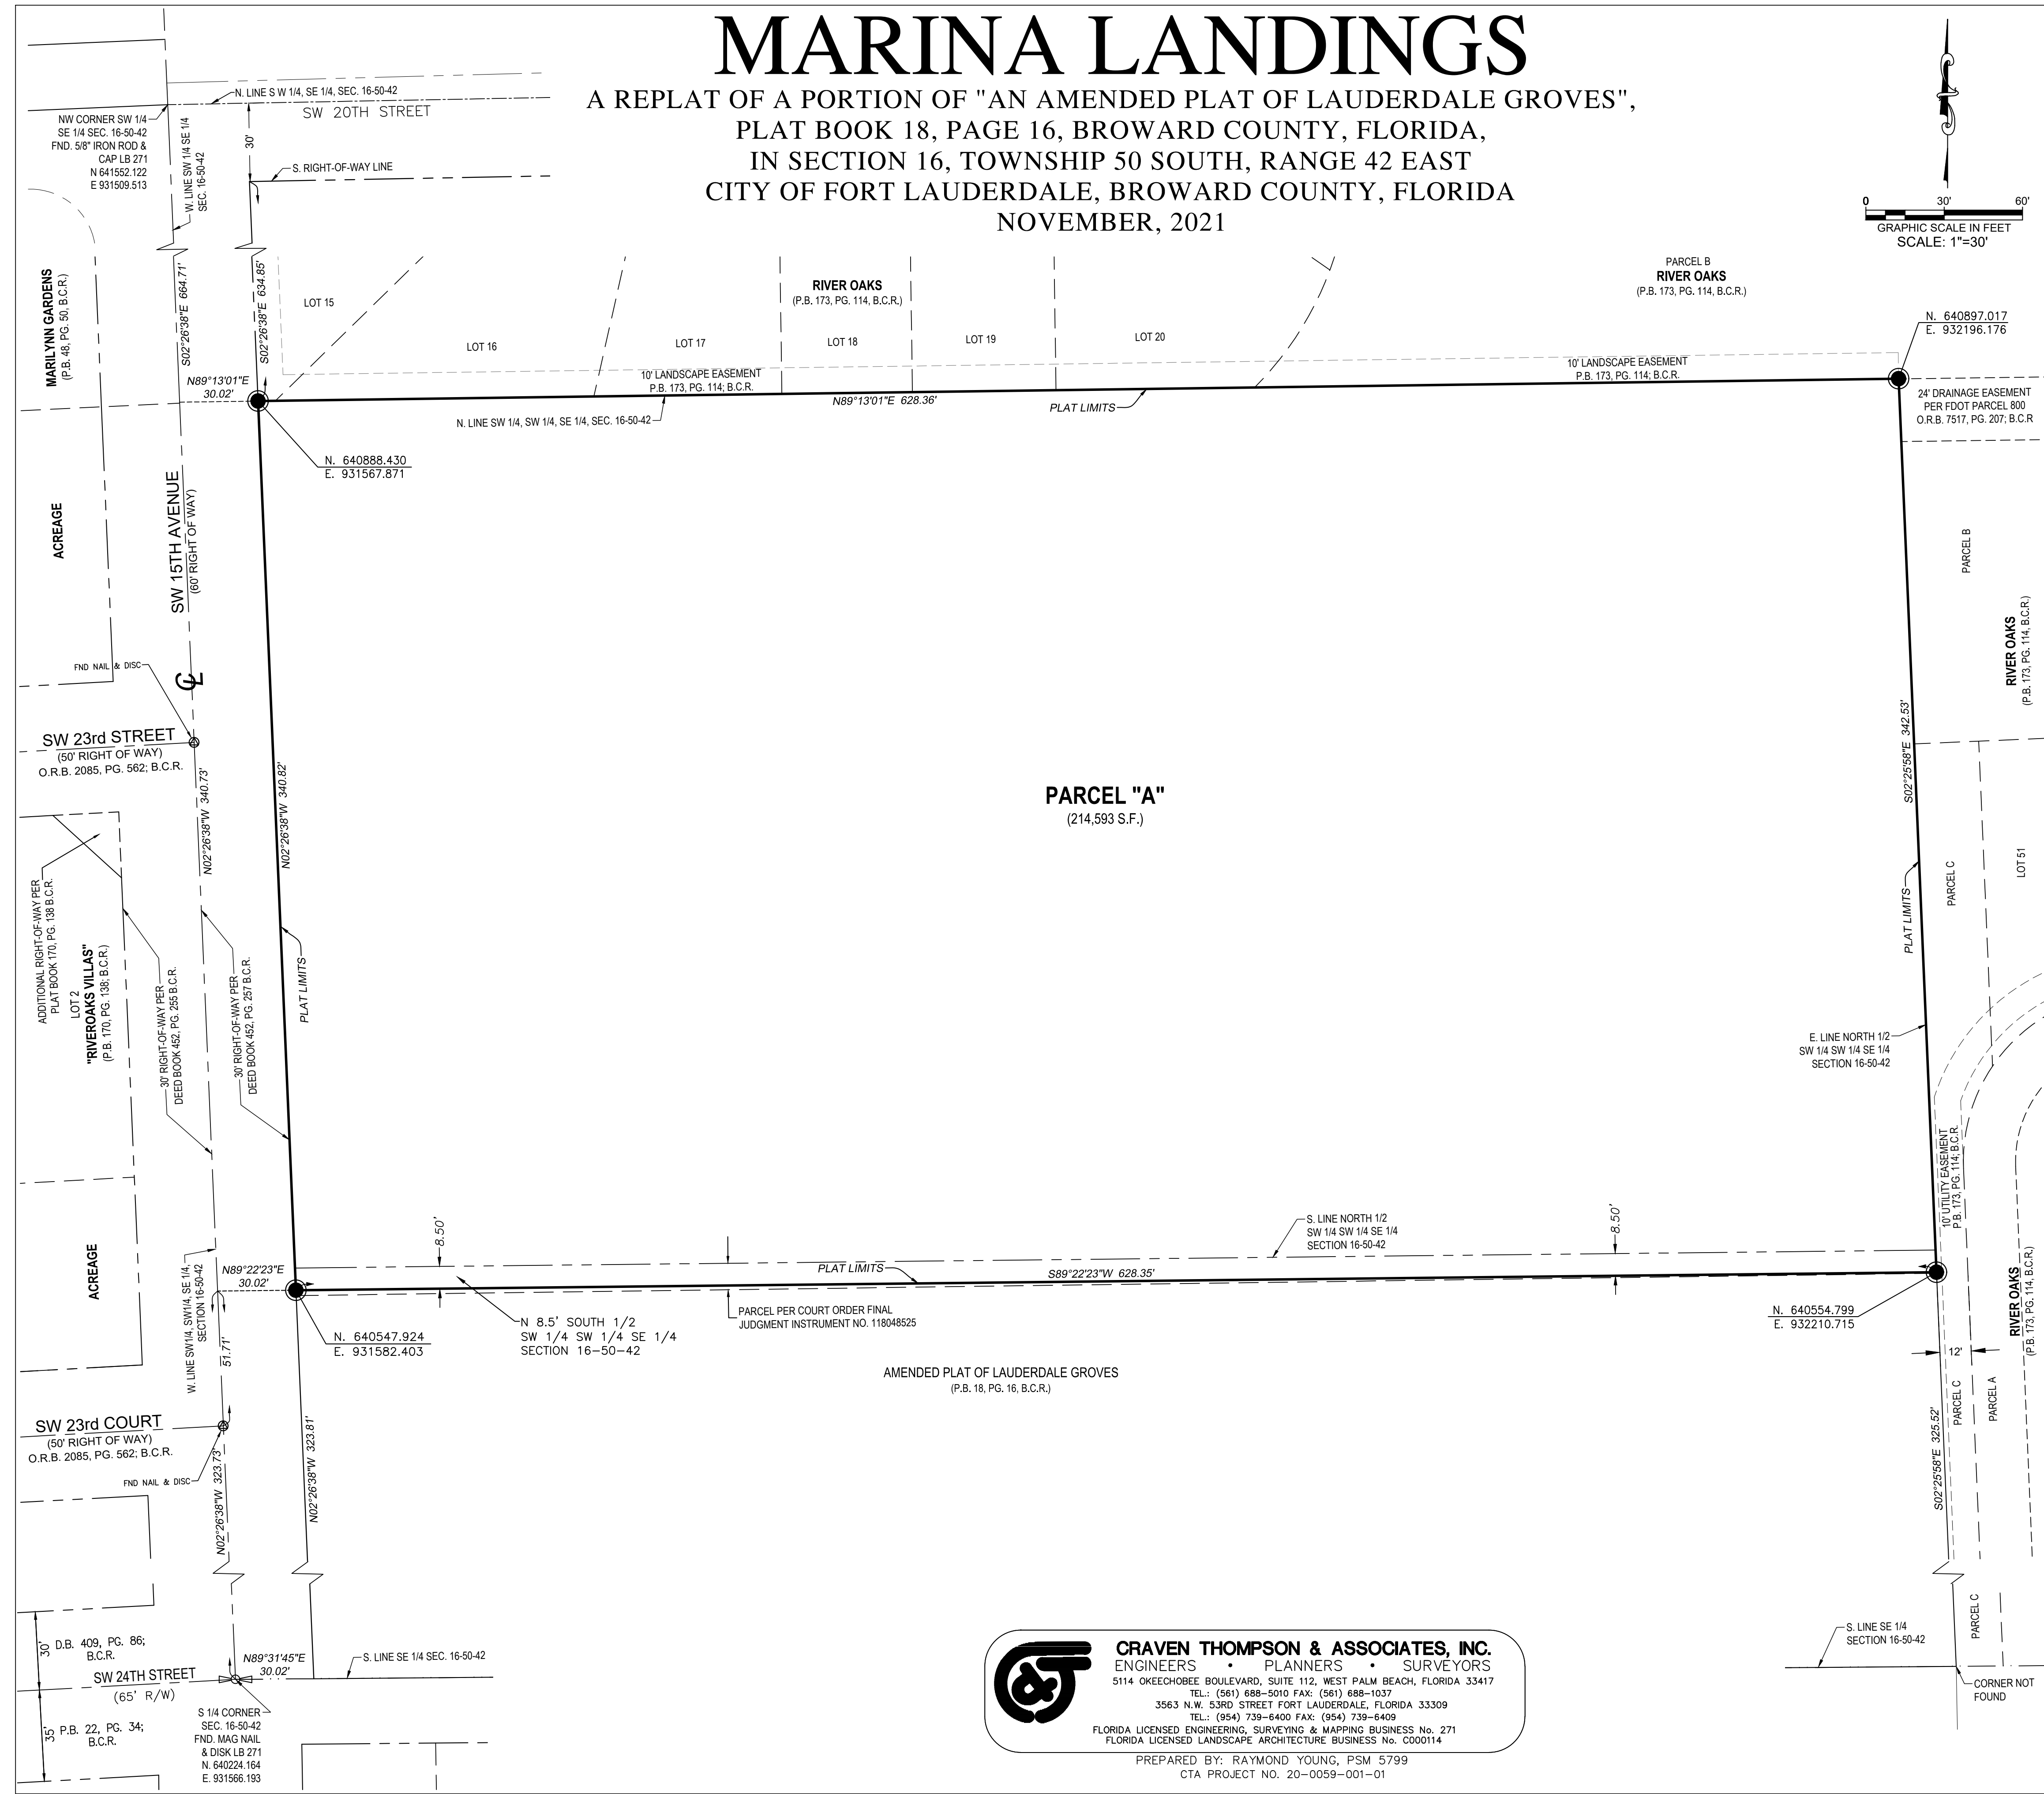 MARINA LANDINGS
A REPLAT OF A PORTION OF "AN AMENDED PLAT OF LAUDERDALE GROVES",
PLAT BOOK 18, PAGE 16, BROWARD COUNTY, FLORIDA,
IN SECTION 16, TOWNSHIP 50 SOUTH, RANGE 42 EAST
CITY OF FORT LAUDERDALE, BROWARD COUNTY, FLORIDA
NOVEMBER, 2021
0 30' 60'
GRAPHIC SCALE IN FEET
SCALE: 1"=30'
N. LINE S W 1/4, SE 1/4, SEC. 16-50-42
SW 20TH STREET
NW CORNER SW 1/4
SE 1/4 SEC. 16-50-42
FND. 5/8" IRON ROD &
CAP LB 271
N 641552.122
E 931509.513
W. LINE SW 1/4 SE 1/4
SEC. 16-50-42
30'
S. RIGHT-OF-WAY LINE
MARILYNN GARDENS
(P.B. 48, PG. 50, B.C.R.)
S02°26'38"E 664.71'
S02°26'38"E 634.85'
LOT 15
LOT 16
LOT 17
RIVER OAKS
(P.B. 173, PG. 114, B.C.R.)
LOT 18
LOT 19
LOT 20
PARCEL B
RIVER OAKS
(P.B. 173, PG. 114, B.C.R.)
N. 640897.017
E. 932196.176
N89°13'01"E
30.02'
10' LANDSCAPE EASEMENT
P.B. 173, PG. 114; B.C.R.
10' LANDSCAPE EASEMENT
P.B. 173, PG. 114; B.C.R.
N89°13'01"E 628.36'
PLAT LIMITS
N. LINE SW 1/4, SW 1/4, SE 1/4, SEC. 16-50-42
24' DRAINAGE EASEMENT
PER FDOT PARCEL 800
O.R.B. 7517, PG. 207; B.C.R
N. 640888.430
E. 931567.871
ACREAGE
SW 15TH AVENUE
(60' RIGHT OF WAY)
PARCEL B
RIVER OAKS
(P.B. 173, PG. 114, B.C.R.)
FND NAIL & DISC
CL
SW 23rd STREET
(50' RIGHT OF WAY)
O.R.B. 2085, PG. 562; B.C.R.
N02°26'38"W 340.73'
N02°26'38"W 340.82'
PARCEL "A"
(214,593 S.F.)
S02°25'58"E 342.53'
PLAT LIMITS
PARCEL C
LOT 51
ADDITIONAL RIGHT-OF-WAY PER
PLAT BOOK 170, PG. 138 B.C.R.
LOT 2
"RIVEROAKS VILLAS"
(P.B. 170, PG. 138; B.C.R.)
30' RIGHT-OF-WAY PER
DEED BOOK 452, PG. 255 B.C.R.
30' RIGHT-OF-WAY PER
DEED BOOK 452, PG. 257 B.C.R.
PLAT LIMITS
E. LINE NORTH 1/2
SW 1/4 SW 1/4 SE 1/4
SECTION 16-50-42
10' UTILITY EASEMENT
P.B. 173, PG. 114; B.C.R.
ACREAGE
W. LINE SW1/4, SW1/4, SE 1/4,
SECTION 16-50-42
N89°22'23"E
30.02'
51.71'
8.50'
S. LINE NORTH 1/2
SW 1/4 SW 1/4 SE 1/4
SECTION 16-50-42
8.50'
PLAT LIMITS
S89°22'23"W 628.35'
PARCEL PER COURT ORDER FINAL
JUDGMENT INSTRUMENT NO. 118048525
N 8.5' SOUTH 1/2
SW 1/4 SW 1/4 SE 1/4
SECTION 16-50-42
N. 640547.924
E. 931582.403
N. 640554.799
E. 932210.715
12'
RIVER OAKS
(P.B. 173, PG. 114, B.C.R.)
AMENDED PLAT OF LAUDERDALE GROVES
(P.B. 18, PG. 16, B.C.R.)
PARCEL C
PARCEL A
SW 23rd COURT
(50' RIGHT OF WAY)
O.R.B. 2085, PG. 562; B.C.R.
FND NAIL & DISC
N02°26'38"W 323.73'
N02°26'38"W 323.81'
S02°25'58"E 325.52'
30'
D.B. 409, PG. 86;
B.C.R.
SW 24TH STREET
(65' R/W)
35'
P.B. 22, PG. 34;
B.C.R.
N89°31'45"E
30.02'
S. LINE SE 1/4 SEC. 16-50-42
S 1/4 CORNER
SEC. 16-50-42
FND. MAG NAIL
& DISK LB 271
N. 640224.164
E. 931566.193
PARCEL C
S. LINE SE 1/4
SECTION 16-50-42
CORNER NOT
FOUND
C&T
CRAVEN THOMPSON & ASSOCIATES, INC.
ENGINEERS • PLANNERS • SURVEYORS
5114 OKEECHOBEE BOULEVARD, SUITE 112, WEST PALM BEACH, FLORIDA 33417
TEL.: (561) 688-5010 FAX: (561) 688-1037
3563 N.W. 53RD STREET FORT LAUDERDALE, FLORIDA 33309
TEL.: (954) 739-6400 FAX: (954) 739-6409
FLORIDA LICENSED ENGINEERING, SURVEYING & MAPPING BUSINESS No. 271
FLORIDA LICENSED LANDSCAPE ARCHITECTURE BUSINESS No. C000114
PREPARED BY: RAYMOND YOUNG, PSM 5799
CTA PROJECT NO. 20-0059-001-01